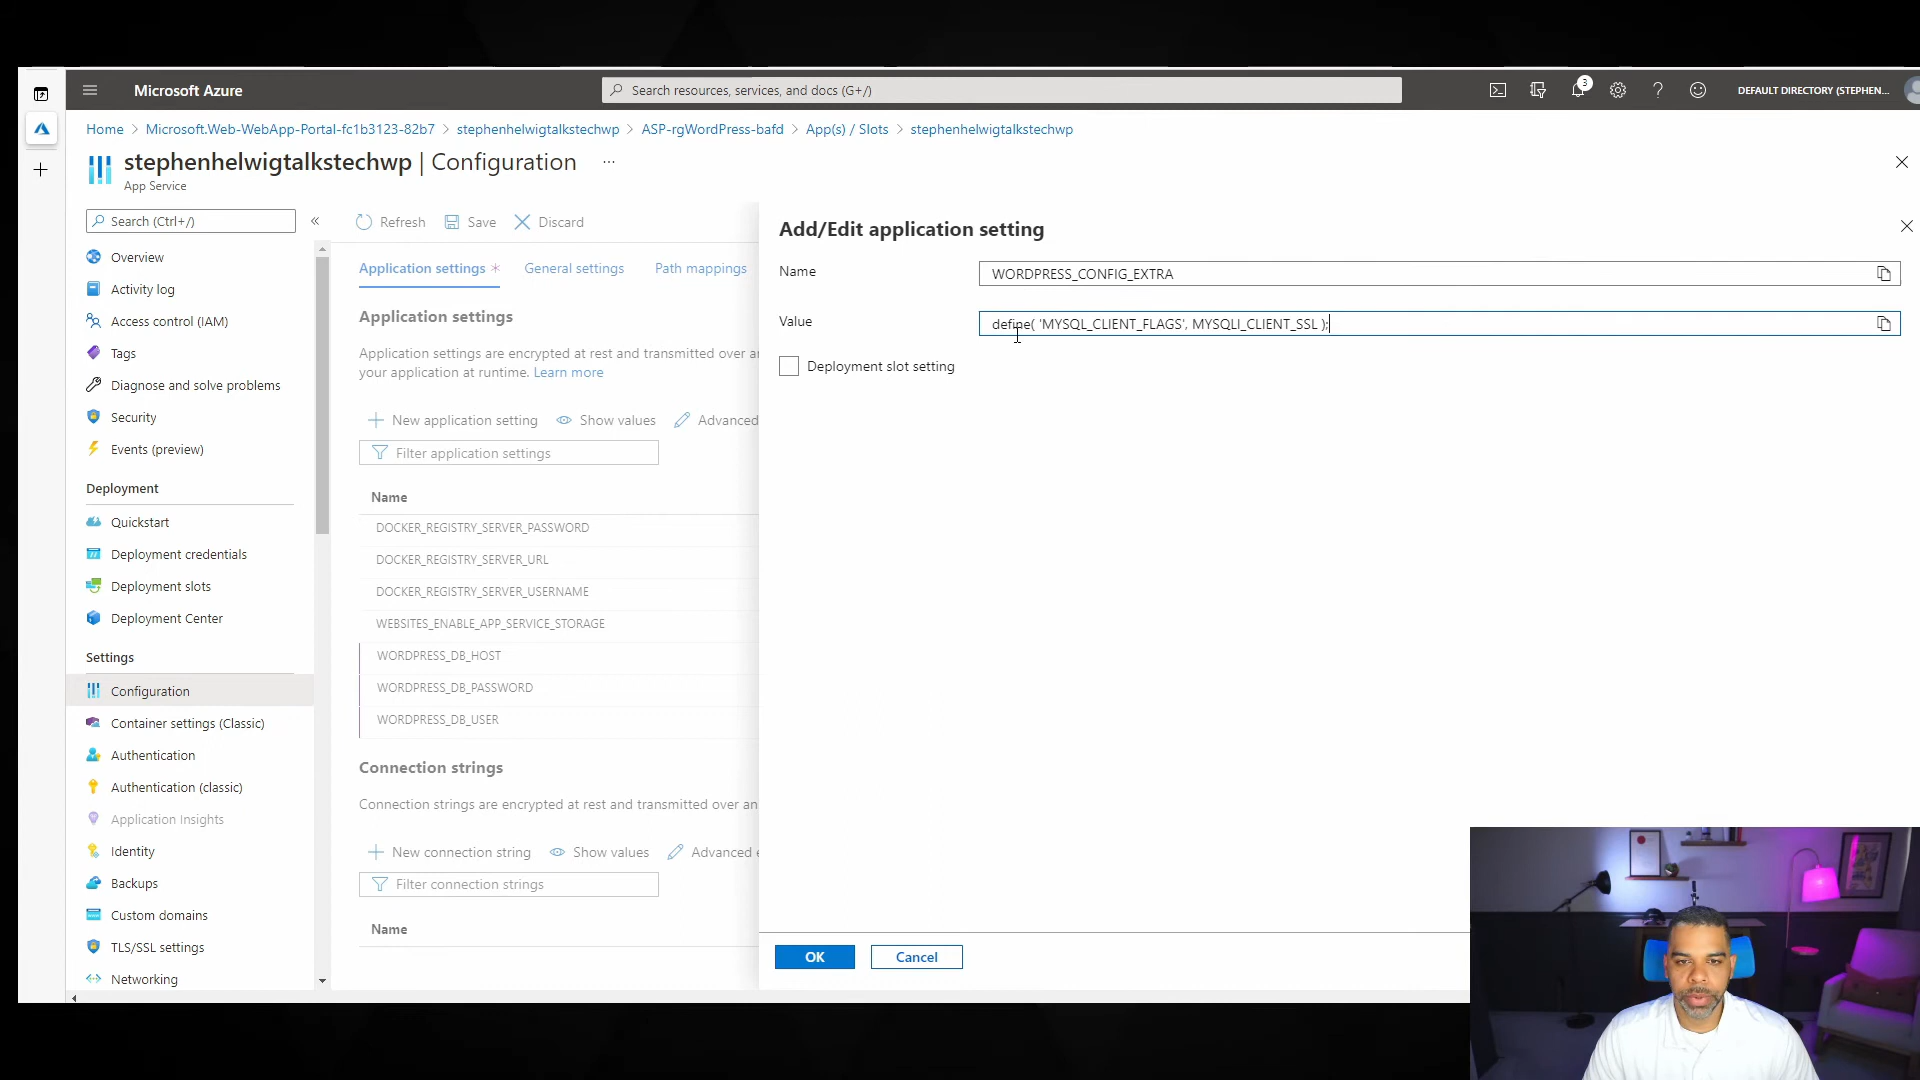 Microsoft Azure
Search resources, services, and docs (G+/)
3
DEFAULT DIRECTORY (STEPHEN...
Home > Microsoft.Web-WebApp-Portal-fc1b3123-82b7 > stephenhelwigtalkstechwp > ASP-rgWordPress-bafd > App(s) / Slots > stephenhelwigtalkstechwp
stephenhelwigtalkstechwp | Configuration ...
App Service
Search (Ctrl+/)
Overview
Activity log
Access control (IAM)
Tags
Diagnose and solve problems
Security
Events (preview)
Deployment
Quickstart
Deployment credentials
Deployment slots
Deployment Center
Settings
Configuration
Container settings (Classic)
Authentication
Authentication (classic)
Application Insights
Identity
Backups
Custom domains
TLS/SSL settings
Networking
Refresh Save Discard
Application settings * General settings Path mappings
Application settings
Application settings are encrypted at rest and transmitted over an
your application at runtime. Learn more
New application setting Show values Advanced
Filter application settings
Name
DOCKER_REGISTRY_SERVER_PASSWORD
DOCKER_REGISTRY_SERVER_URL
DOCKER_REGISTRY_SERVER_USERNAME
WEBSITES_ENABLE_APP_SERVICE_STORAGE
WORDPRESS_DB_HOST
WORDPRESS_DB_PASSWORD
WORDPRESS_DB_USER
Connection strings
Connection strings are encrypted at rest and transmitted over an
New connection string Show values Advanced e
Filter connection strings
Name
Add/Edit application setting
Name WORDPRESS_CONFIG_EXTRA
Value define( 'MYSQL_CLIENT_FLAGS', MYSQLI_CLIENT_SSL );
Deployment slot setting
OK Cancel